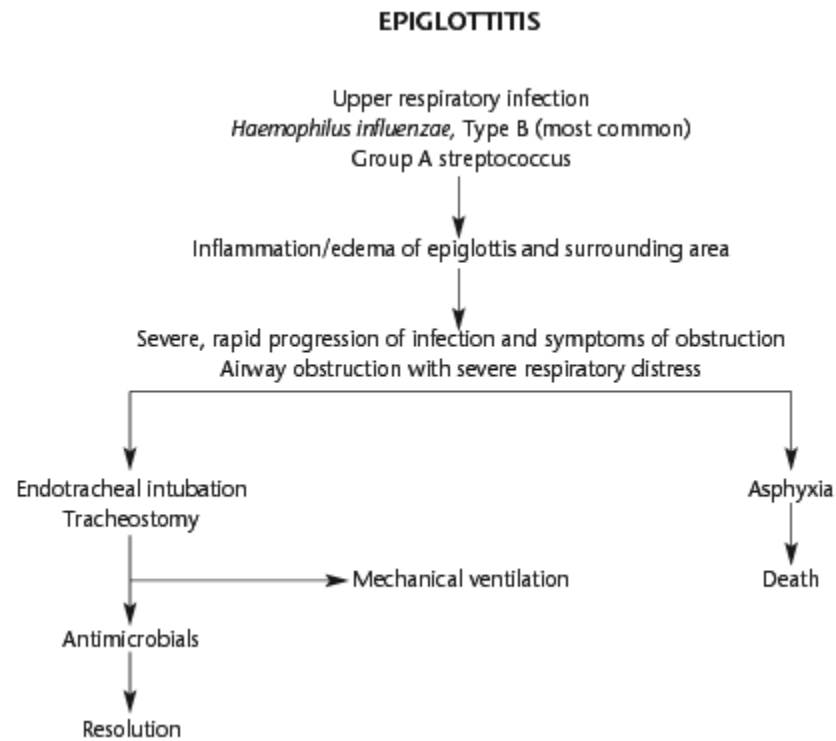 EPIGLOTTITIS
Upper respiratory infection
Haemophilus influenzae, Type B (most common)
Group A streptococcus
Inflammation/edema of epiglottis and surrounding area
Severe, rapid progression of infection and symptoms of obstruction
Airway obstruction with severe respiratory distress
Endotracheal intubation
Tracheostomy
Asphyxia
Mechanical ventilation
Death
Antimicrobials
Resolution